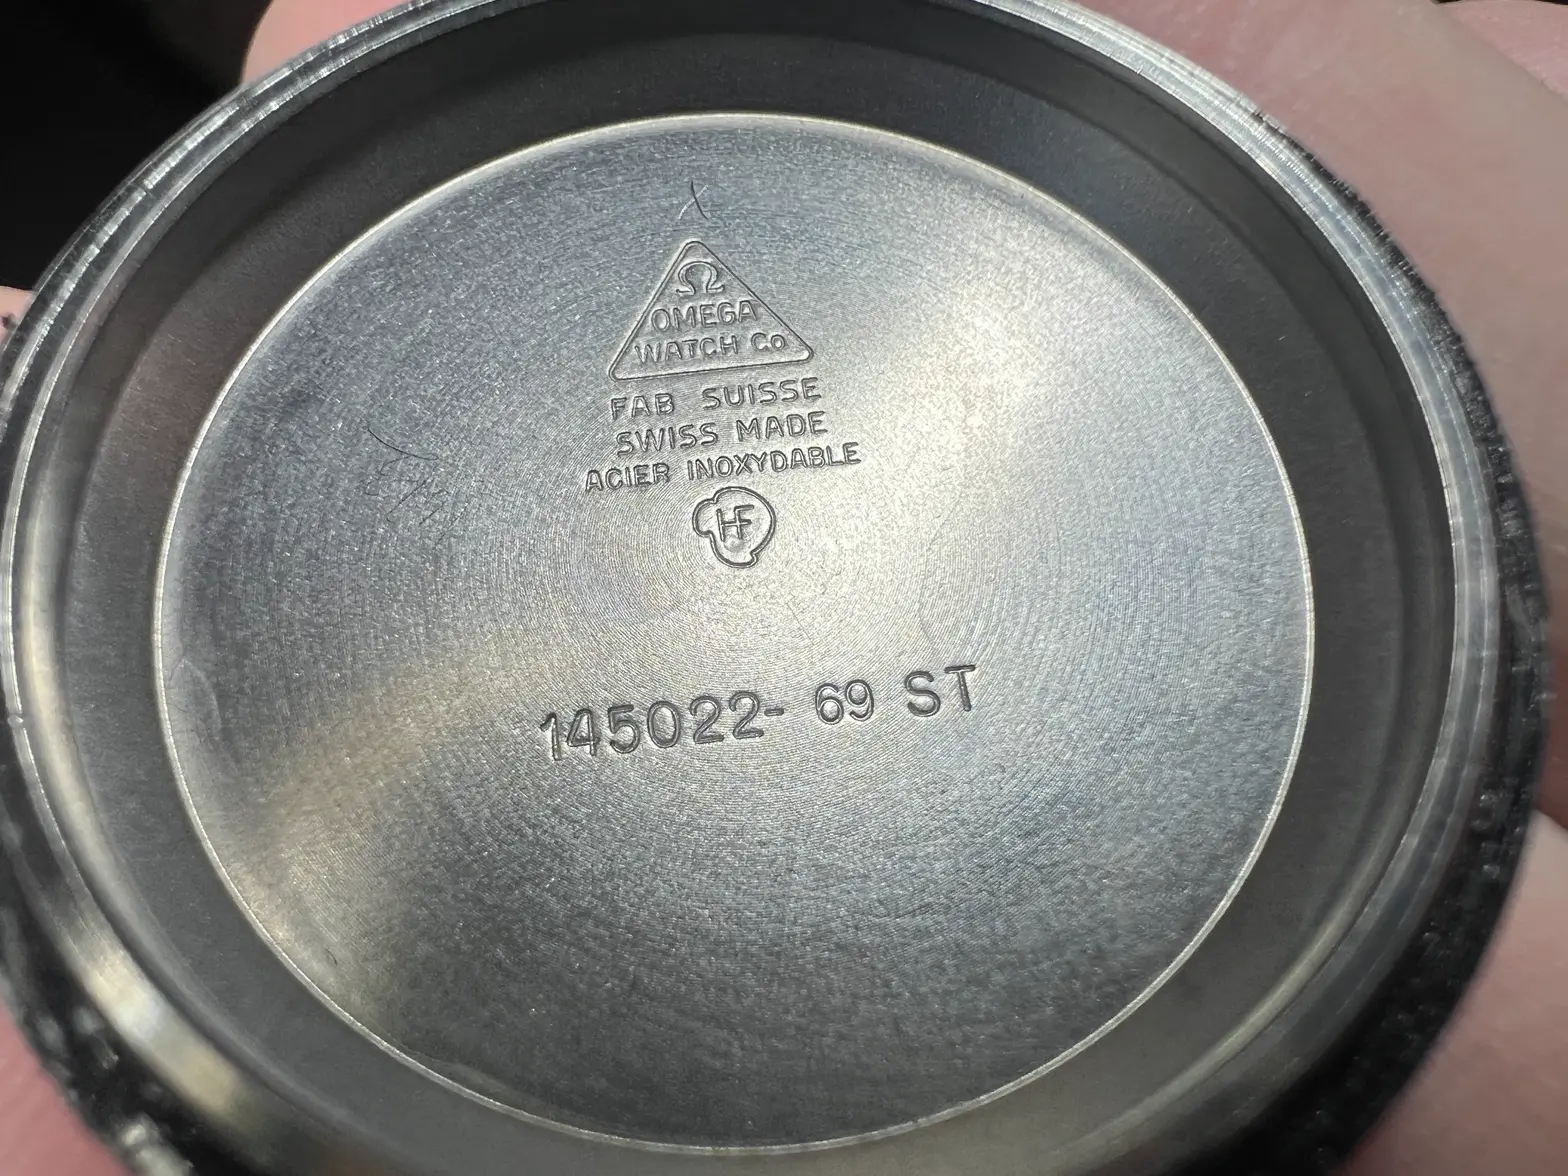 Ω
OMEGA
WATCH Co
FAB SUISSE
SWISS MADE
ACIER INOXYDABLE
HF
145022- 69 ST